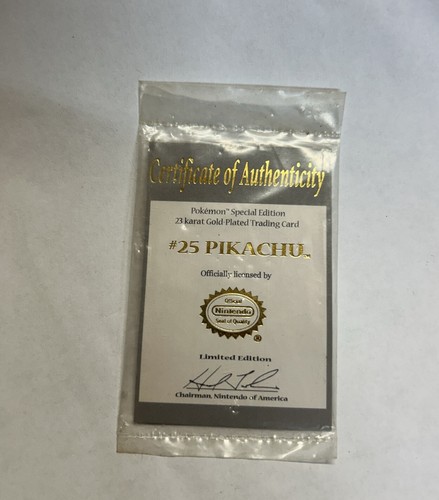 Certificate of Authenticity
Pokémon™ Special Edition
23 karat Gold-Plated Trading Card
#25 PIKACHU™
Officially licensed by
Official
Nintendo
Seal of Quality
®
Limited Edition
Chairman, Nintendo of America